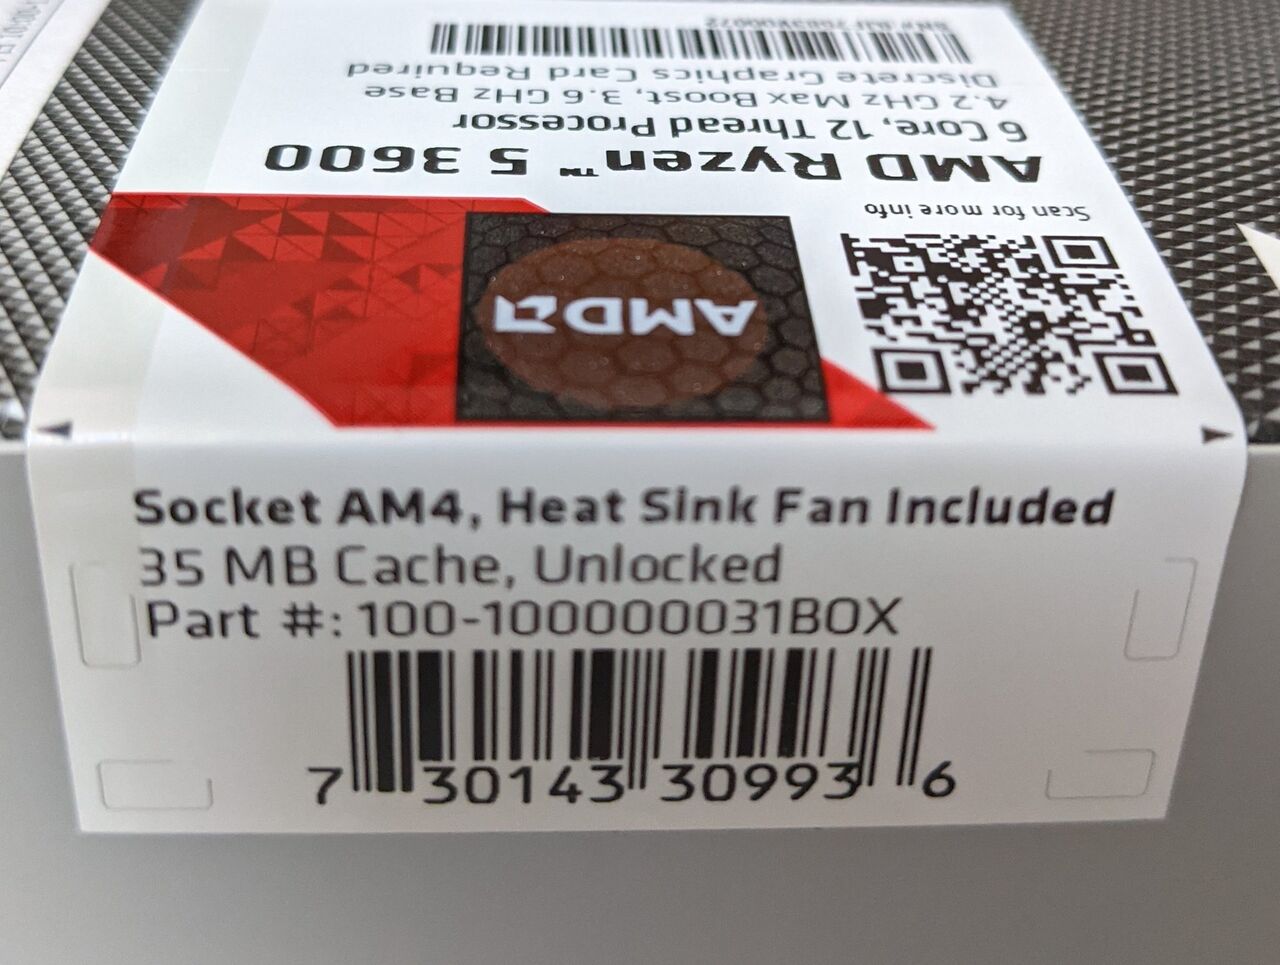 AMD Ryzen™ 5 3600
6 Core, 12 Thread Processor
4.2 GHz Max Boost, 3.6 GHz Base
Discrete Graphics Card Required
Scan for more info
AMD
Socket AM4, Heat Sink Fan Included
35 MB Cache, Unlocked
Part #: 100-100000031BOX
7 30143 30993 6